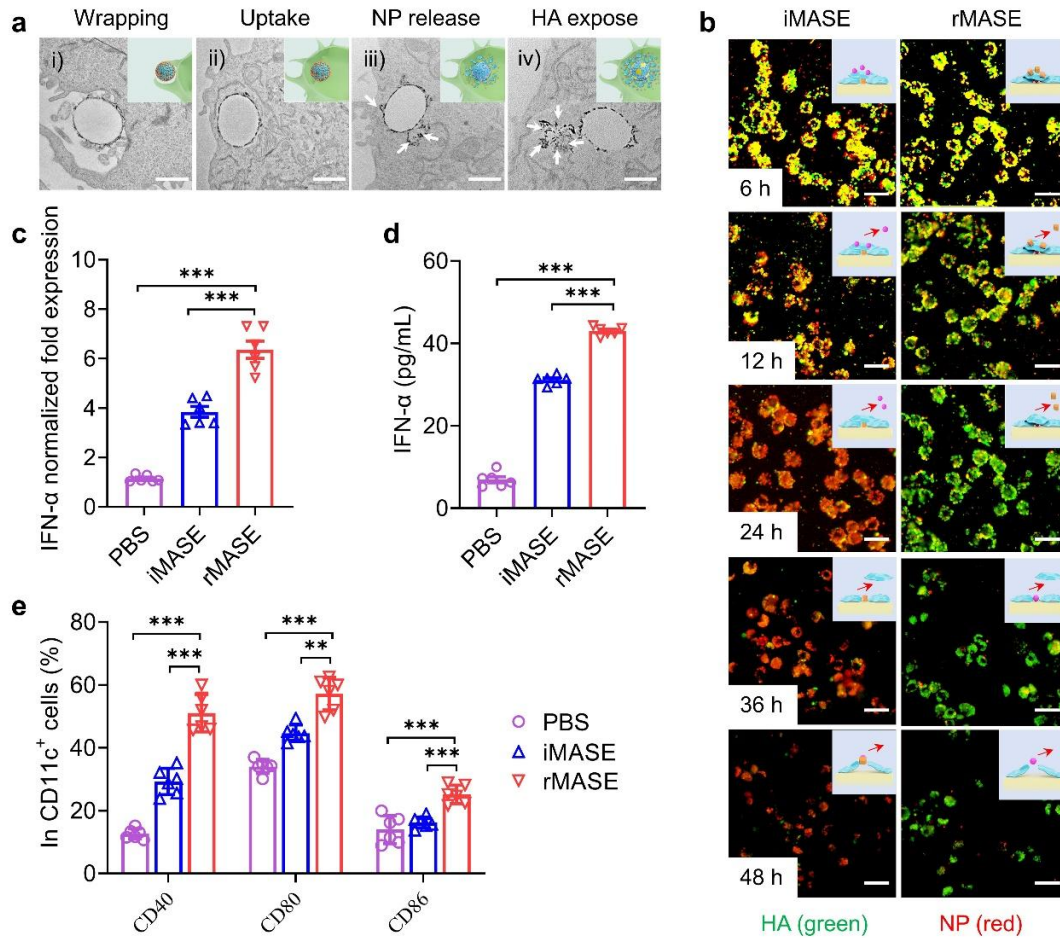 a
Wrapping
Uptake
NP release
HA expose
i)
ii)
iii)
iv)
b
iMASE
rMASE
6 h
12 h
24 h
36 h
48 h
HA (green)
NP (red)
c
IFN-α normalized fold expression
10
8
6
4
2
0
***
***
PBS
iMASE
rMASE
d
IFN-α (pg/mL)
60
40
20
0
***
***
PBS
iMASE
rMASE
e
In CD11c⁺ cells (%)
80
60
40
20
0
***
***
***
**
***
***
CD40
CD80
CD86
PBS
iMASE
rMASE